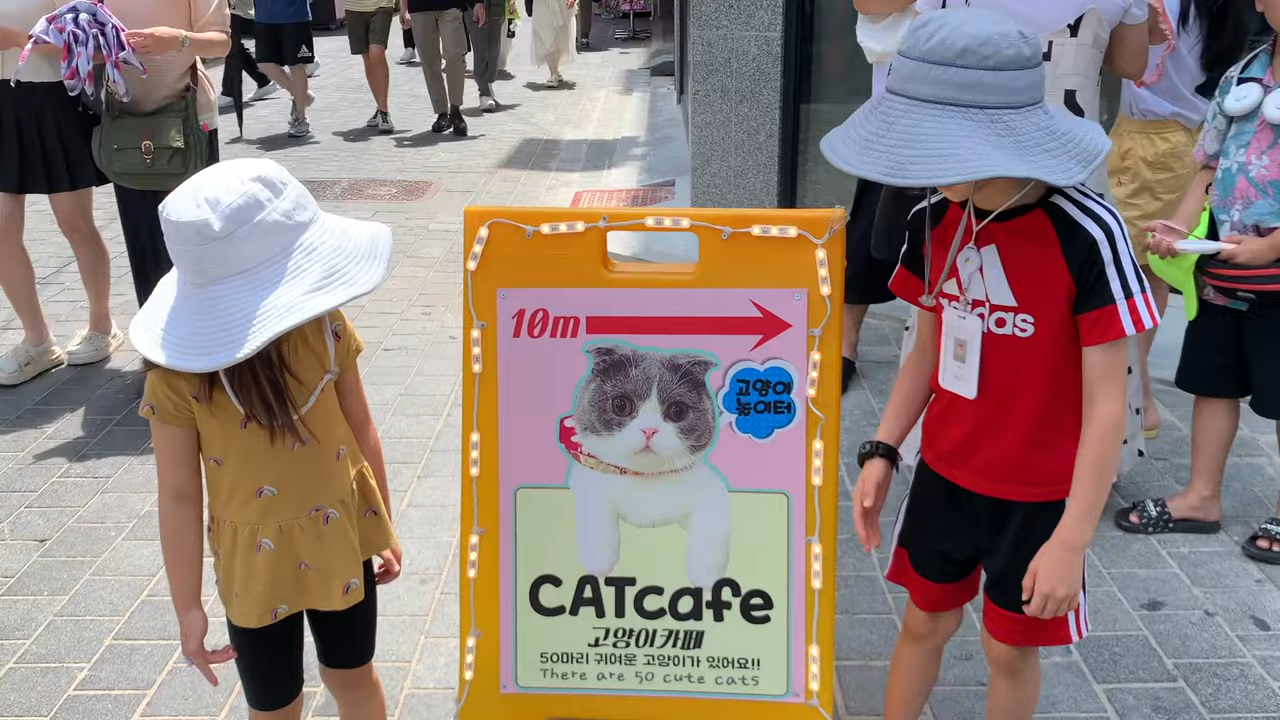 10m
고양이
놀이터
CATcafe
고양이카페
50마리 귀여운 고양이가 있어요!!
There are 50 cute cats
adidas